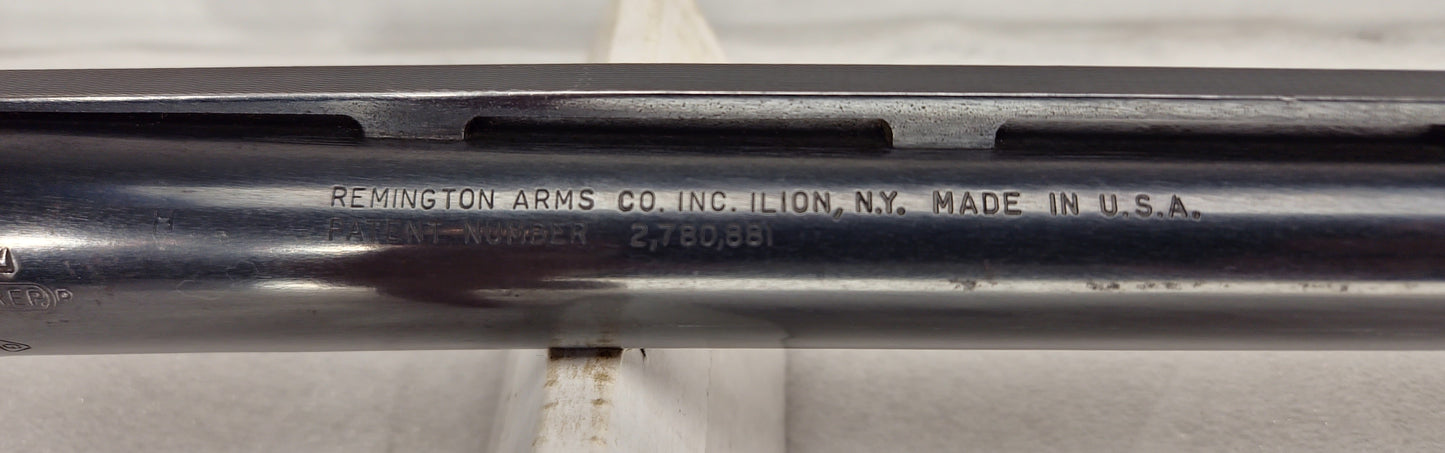 REMINGTON ARMS CO. INC. ILION, N.Y. MADE IN U.S.A.
PATENT NUMBER 2,780,881